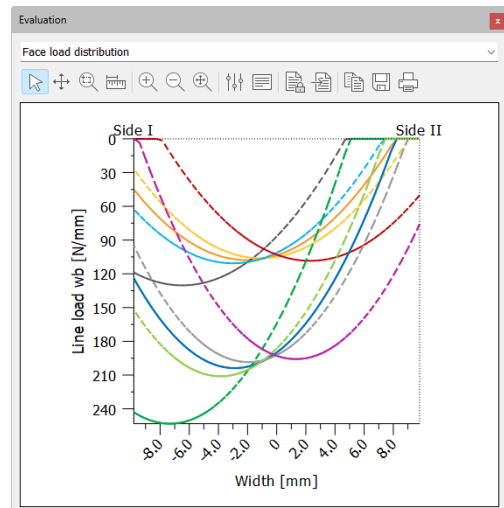 Evaluation
x
Face load distribution
Side I
Side II
0
30
60
90
120
150
180
210
240
Line load wb [N/mm]
-8.0
-6.0
-4.0
-2.0
0
2.0
4.0
6.0
8.0
Width [mm]